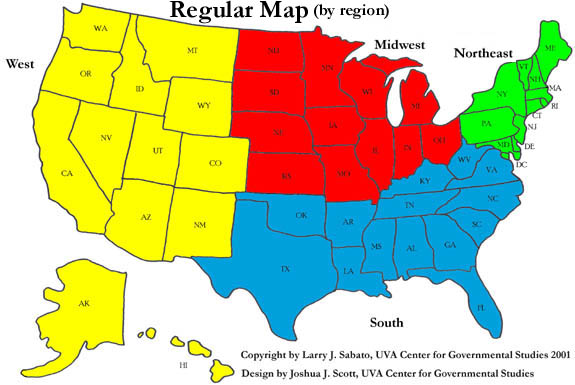 Regular Map (by region)
West
Midwest
Northeast
WA
MT
ND
MN
ME
OR
ID
SD
WI
MI
VT
NH
NY
MA
WY
RI
CT
NV
UT
NE
IA
PA
NJ
CO
IL
IN
OH
MD
DE
DC
CA
KS
MO
WV
VA
KY
AZ
NM
OK
AR
TN
NC
SC
TX
MS
AL
GA
LA
FL
AK
South
HI
Copyright by Larry J. Sabato, UVA Center for Governmental Studies 2001
Design by Joshua J. Scott, UVA Center for Governmental Studies